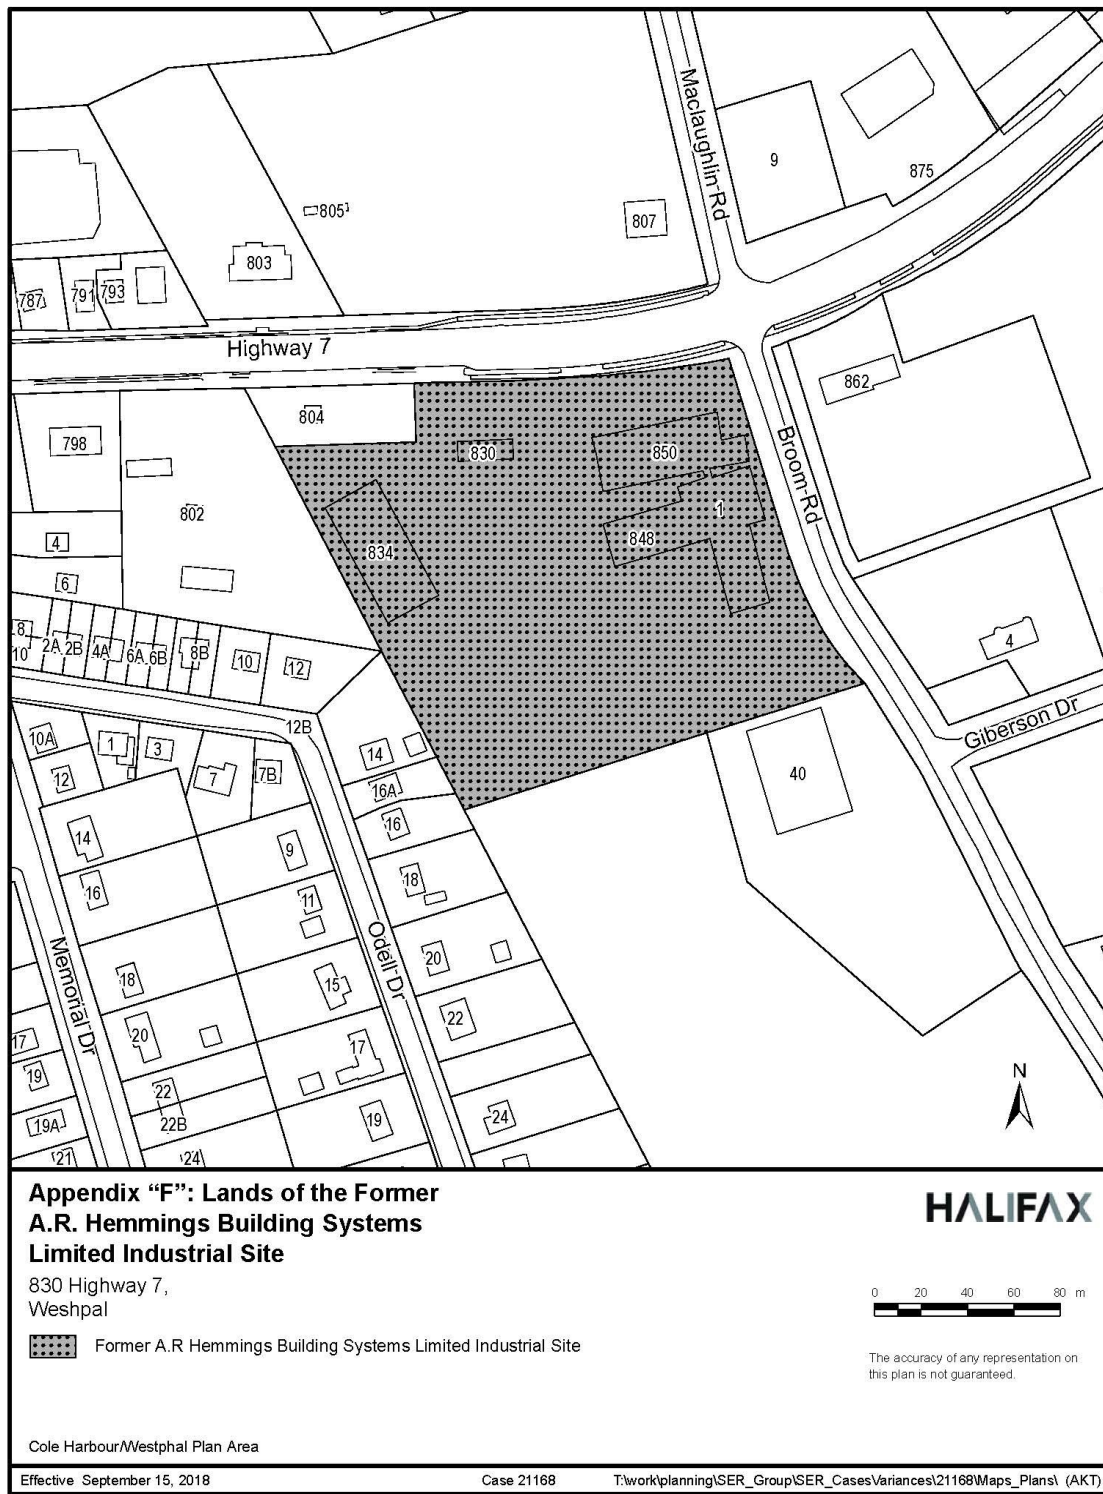 Maclaughlin Rd
9
875
805
807
803
787
791
793
Highway 7
804
862
798
830
850
Broom Rd
802
1
848
834
4
6
8
10
2A
2B
4A
6A
6B
8B
10
12
4
Giberson Dr
12B
10A
1
3
14
12
7
7B
16A
40
14
16
9
16
18
11
Odell Dr
Memorial Dr
18
20
15
20
22
17
17
19
22
22B
19A
19
24
21
24
N
Appendix “F”: Lands of the Former
A.R. Hemmings Building Systems
Limited Industrial Site
HALIFAX
830 Highway 7,
Weshpal
0 20 40 60 80 m
Former A.R Hemmings Building Systems Limited Industrial Site
The accuracy of any representation on
this plan is not guaranteed.
Cole Harbour/Westphal Plan Area
Effective September 15, 2018 Case 21168 T:\work\planning\SER_Group\SER_Cases\Variances\21168\Maps_Plans\ (AKT)